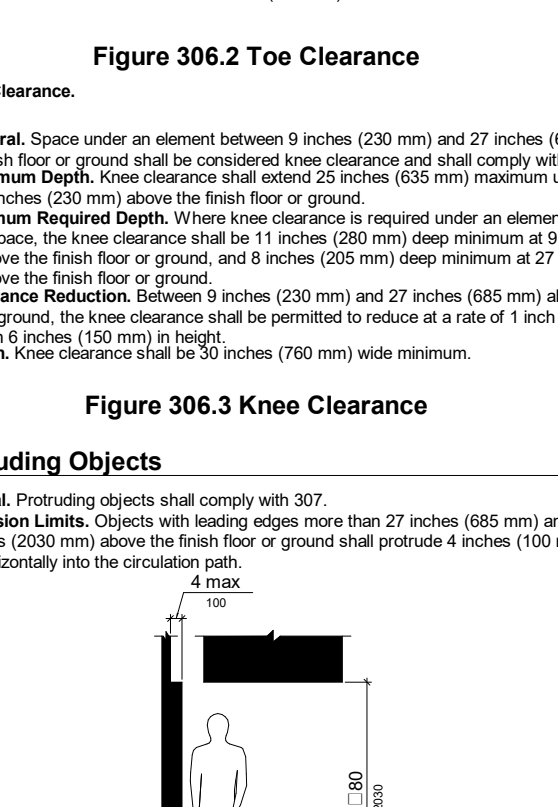 Figure 306.2 Toe Clearance
Clearance.
ral. Space under an element between 9 inches (230 mm) and 27 inches (6
sh floor or ground shall be considered knee clearance and shall comply wit
mum Depth. Knee clearance shall extend 25 inches (635 mm) maximum u
nches (230 mm) above the finish floor or ground.
mum Required Depth. Where knee clearance is required under an elemen
pace, the knee clearance shall be 11 inches (280 mm) deep minimum at 9
ove the finish floor or ground, and 8 inches (205 mm) deep minimum at 27
ove the finish floor or ground.
ance Reduction. Between 9 inches (230 mm) and 27 inches (685 mm) al
ground, the knee clearance shall be permitted to reduce at a rate of 1 inch
h 6 inches (150 mm) in height.
h. Knee clearance shall be 30 inches (760 mm) wide minimum.
Figure 306.3 Knee Clearance
uding Objects
al. Protruding objects shall comply with 307.
sion Limits. Objects with leading edges more than 27 inches (685 mm) an
s (2030 mm) above the finish floor or ground shall protrude 4 inches (100 m
izontally into the circulation path.
4 max
100
□80
2030